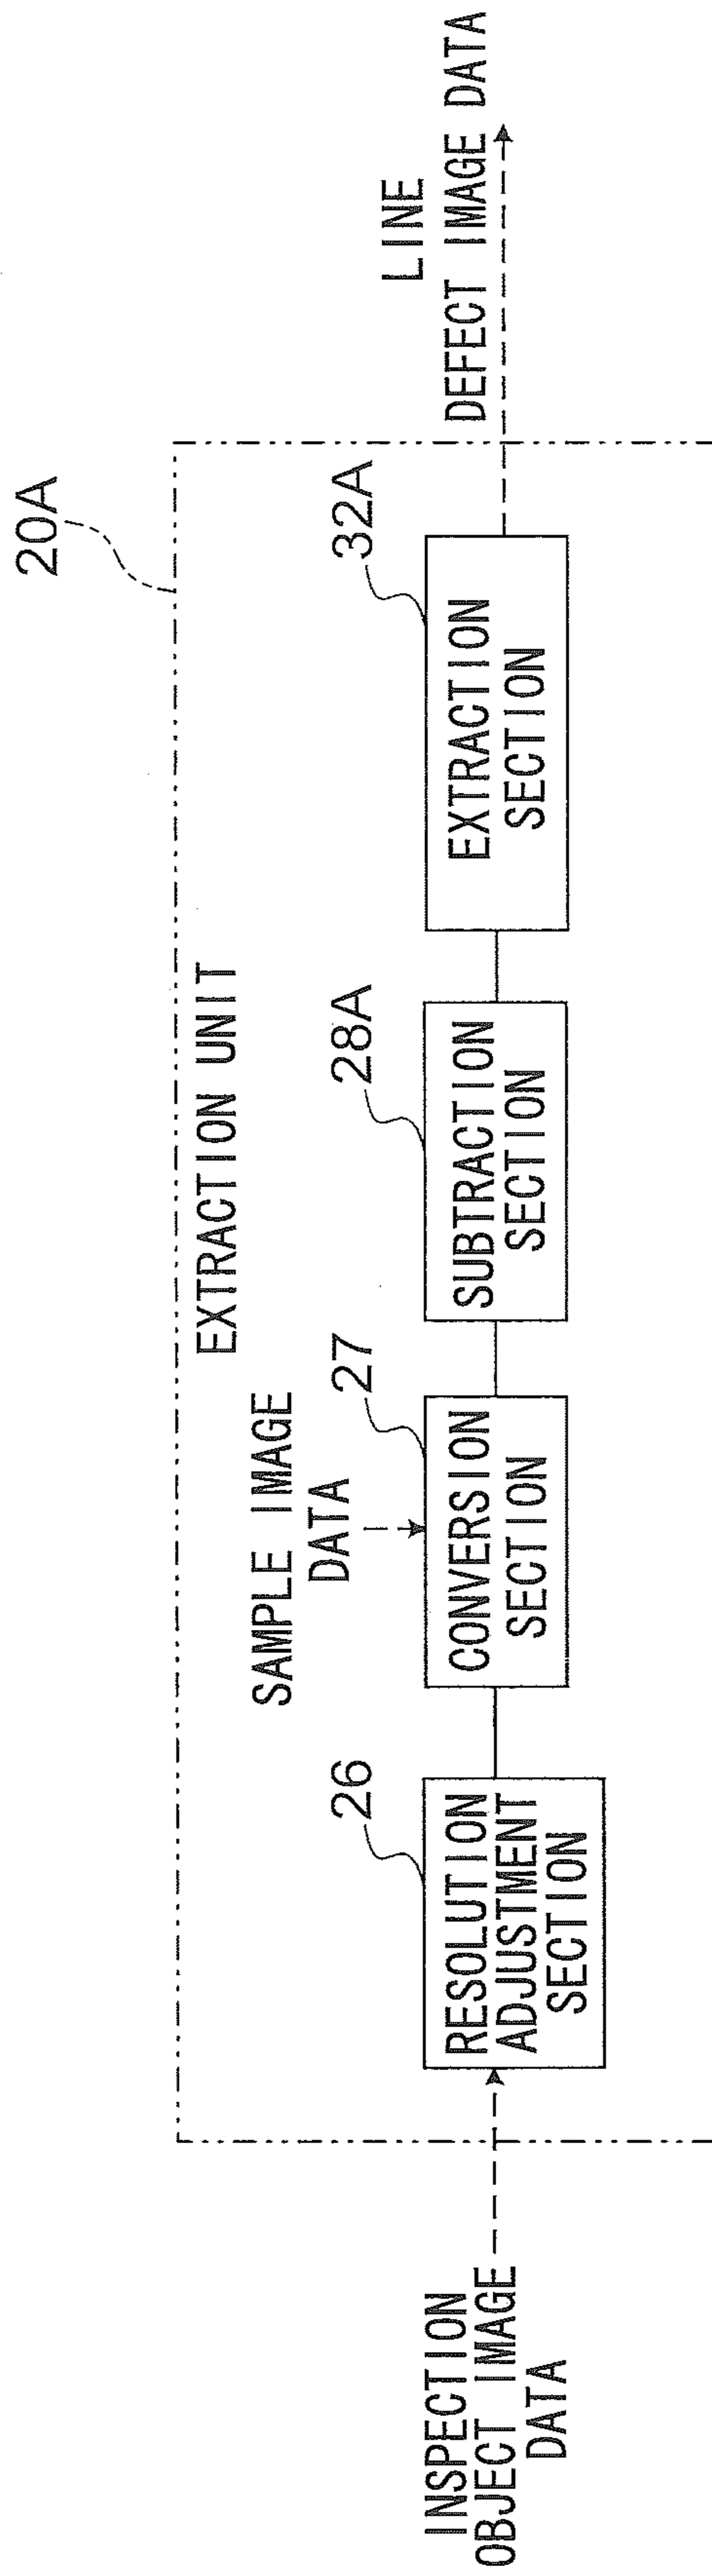 20A
EXTRACTION UNIT
INSPECTION
OBJECT IMAGE
DATA
26
RESOLUTION
ADJUSTMENT
SECTION
SAMPLE IMAGE
DATA
27
CONVERSION
SECTION
28A
SUBTRACTION
SECTION
32A
EXTRACTION
SECTION
LINE
DEFECT IMAGE DATA